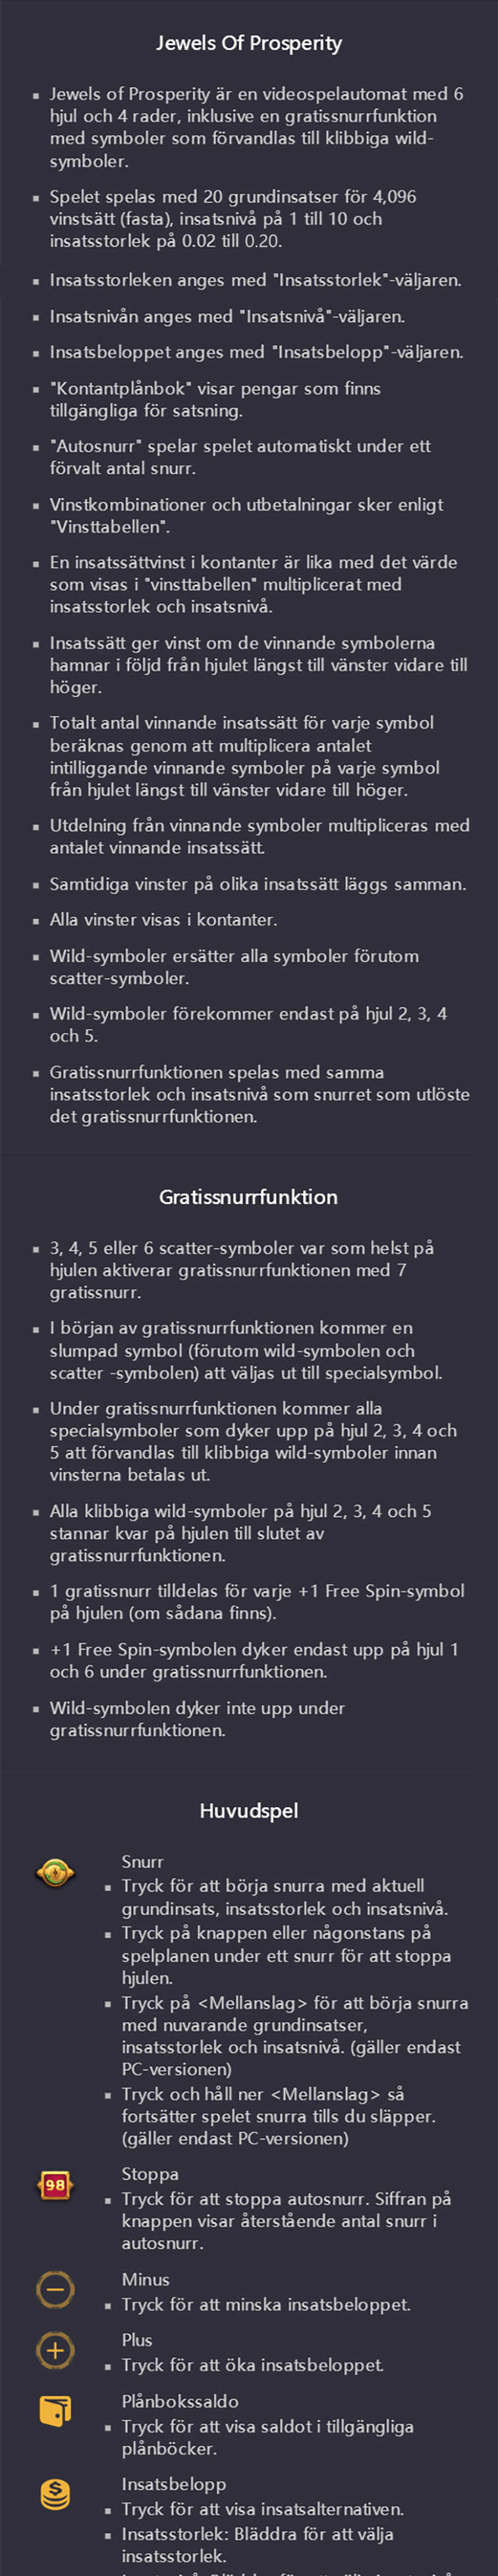 Jewels Of Prosperity
Jewels of Prosperity är en videospelautomat med 6
hjul och 4 rader, inklusive en gratissnurrfunktion
med symboler som förvandlas till klibbiga wild-
symboler.
Spelet spelas med 20 grundinsatser för 4,096
vinstsätt (fasta), insatsnivå på 1 till 10 och
insatsstorlek på 0.02 till 0.20.
Insatsstorleken anges med "Insatsstorlek"-väljaren.
Insatsnivån anges med "Insatsnivå"-väljaren.
Insatsbeloppet anges med "Insatsbelopp"-väljaren.
"Kontantplånbok" visar pengar som finns
tillgängliga för satsning.
"Autosnurr" spelar spelet automatiskt under ett
förvalt antal snurr.
Vinstkombinationer och utbetalningar sker enligt
"Vinsttabellen".
En insatssättvinst i kontanter är lika med det värde
som visas i "vinsttabellen" multiplicerat med
insatsstorlek och insatsnivå.
Insatssätt ger vinst om de vinnande symbolerna
hamnar i följd från hjulet längst till vänster vidare till
höger.
Totalt antal vinnande insatssätt för varje symbol
beräknas genom att multiplicera antalet
intilliggande vinnande symboler på varje symbol
från hjulet längst till vänster vidare till höger.
Utdelning från vinnande symboler multipliceras med
antalet vinnande insatssätt.
Samtidiga vinster på olika insatssätt läggs samman.
Alla vinster visas i kontanter.
Wild-symboler ersätter alla symboler förutom
scatter-symboler.
Wild-symboler förekommer endast på hjul 2, 3, 4
och 5.
Gratissnurrfunktionen spelas med samma
insatsstorlek och insatsnivå som snurret som utlöste
det gratissnurrfunktionen.
Gratissnurrfunktion
3, 4, 5 eller 6 scatter-symboler var som helst på
hjulen aktiverar gratissnurrfunktionen med 7
gratissnurr.
I början av gratissnurrfunktionen kommer en
slumpad symbol (förutom wild-symbolen och
scatter -symbolen) att väljas ut till specialsymbol.
Under gratissnurrfunktionen kommer alla
specialsymboler som dyker upp på hjul 2, 3, 4 och
5 att förvandlas till klibbiga wild-symboler innan
vinsterna betalas ut.
Alla klibbiga wild-symboler på hjul 2, 3, 4 och 5
stannar kvar på hjulen till slutet av
gratissnurrfunktionen.
1 gratissnurr tilldelas för varje +1 Free Spin-symbol
på hjulen (om sådana finns).
+1 Free Spin-symbolen dyker endast upp på hjul 1
och 6 under gratissnurrfunktionen.
Wild-symbolen dyker inte upp under
gratissnurrfunktionen.
Huvudspel
Snurr
Tryck för att börja snurra med aktuell
grundinsats, insatsstorlek och insatsnivå.
Tryck på knappen eller någonstans på
spelplanen under ett snurr för att stoppa
hjulen.
Tryck på <Mellanslag> för att börja snurra
med nuvarande grundinsatser,
insatsstorlek och insatsnivå. (gäller endast
PC-versionen)
Tryck och håll ner <Mellanslag> så
fortsätter spelet snurra tills du släpper.
(gäller endast PC-versionen)
98
Stoppa
Tryck för att stoppa autosnurr. Siffran på
knappen visar återstående antal snurr i
autosnurr.
Minus
Tryck för att minska insatsbeloppet.
Plus
Tryck för att öka insatsbeloppet.
Plånbokssaldo
Tryck för att visa saldot i tillgängliga
plånböcker.
Insatsbelopp
Tryck för att visa insatsalternativen.
Insatsstorlek: Bläddra för att välja
insatsstorlek.